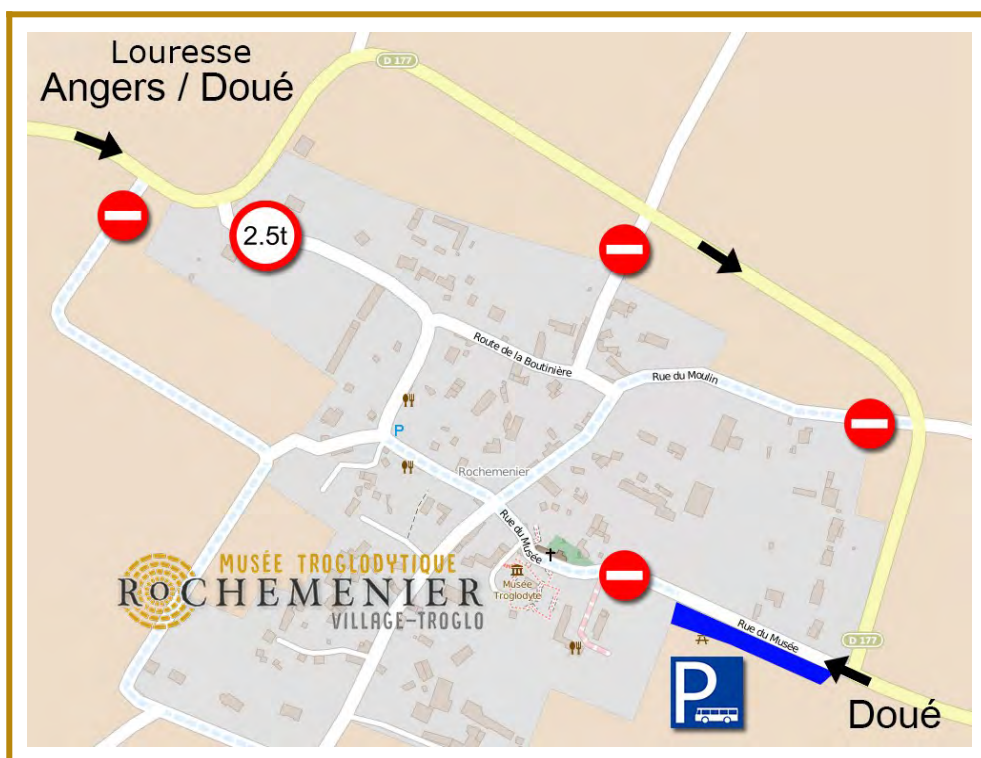 Louresse
Angers / Doué
D 177
2.5t
Route de la Boutinière
Rue du Moulin
P
Rochemenier
Rue du Musée
Musée
Troglodyte
MUSÉE TROGLODYTIQUE
ROCHEMENIER
VILLAGE-TROGLO
Rue du Musée
D 177
P
Doué